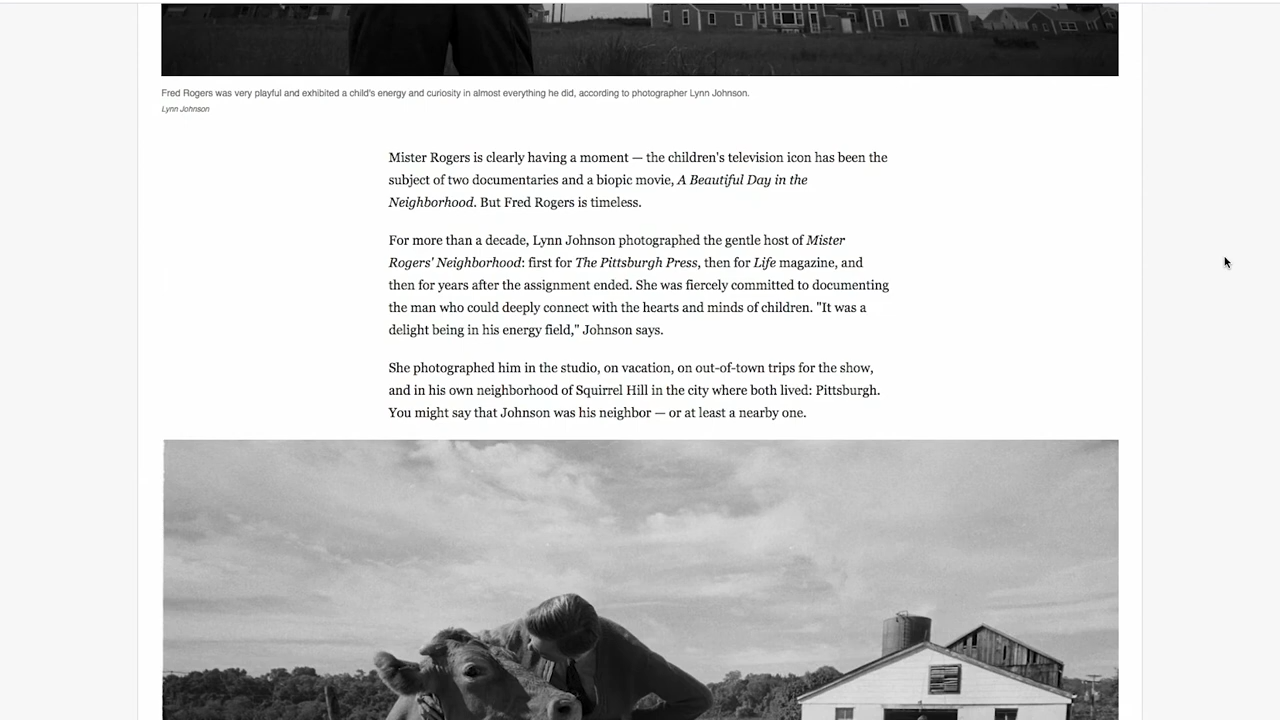 Fred Rogers was very playful and exhibited a child's energy and curiosity in almost everything he did, according to photographer Lynn Johnson.
Lynn Johnson
Mister Rogers is clearly having a moment — the children's television icon has been the
subject of two documentaries and a biopic movie, A Beautiful Day in the
Neighborhood. But Fred Rogers is timeless.
For more than a decade, Lynn Johnson photographed the gentle host of Mister
Rogers' Neighborhood: first for The Pittsburgh Press, then for Life magazine, and
then for years after the assignment ended. She was fiercely committed to documenting
the man who could deeply connect with the hearts and minds of children. "It was a
delight being in his energy field," Johnson says.
She photographed him in the studio, on vacation, on out-of-town trips for the show,
and in his own neighborhood of Squirrel Hill in the city where both lived: Pittsburgh.
You might say that Johnson was his neighbor — or at least a nearby one.